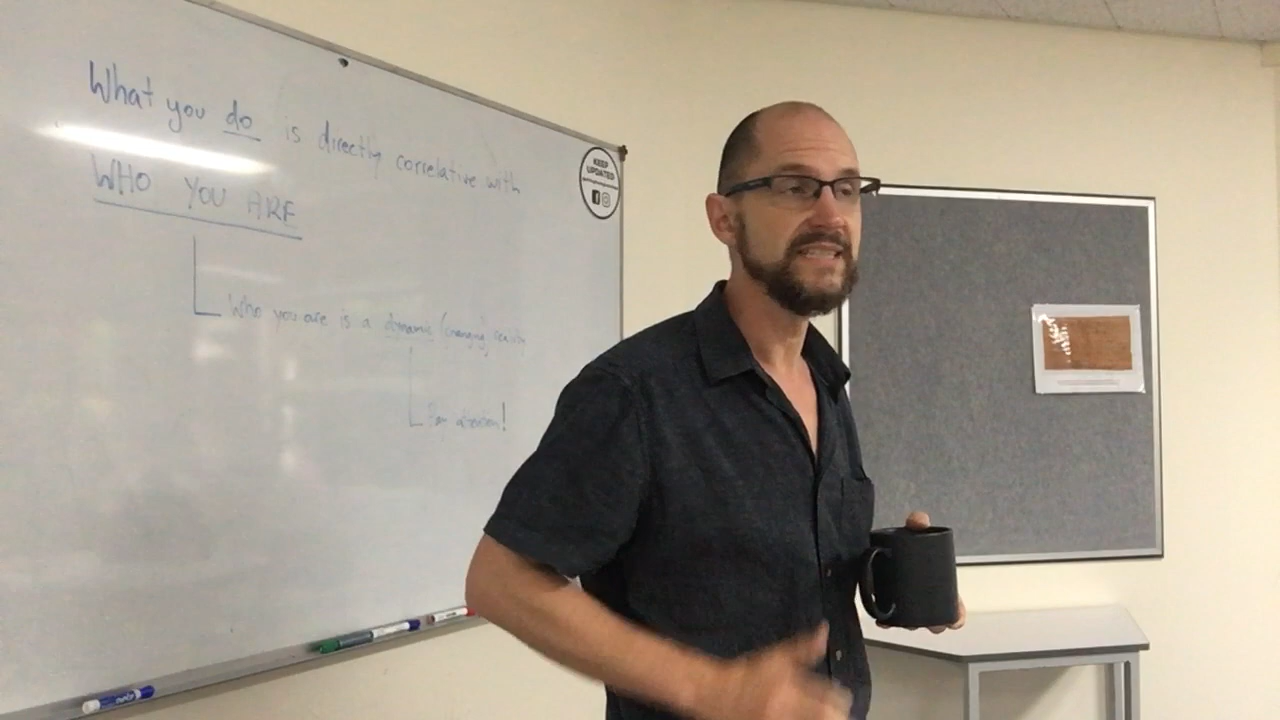 What you do is directly correlative with
WHO YOU ARE
Who you are is a dynamic (changing) reality
Pay attention!
KEEP
UPDATED